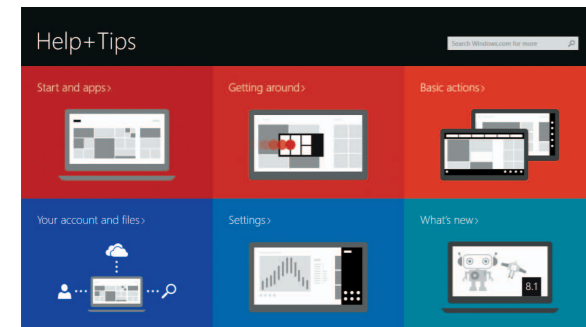 Help+Tips
Search Windows.com for more
Start and apps>
Getting around>
Basic actions>
Your account and files>
Settings>
What's new>
8.1